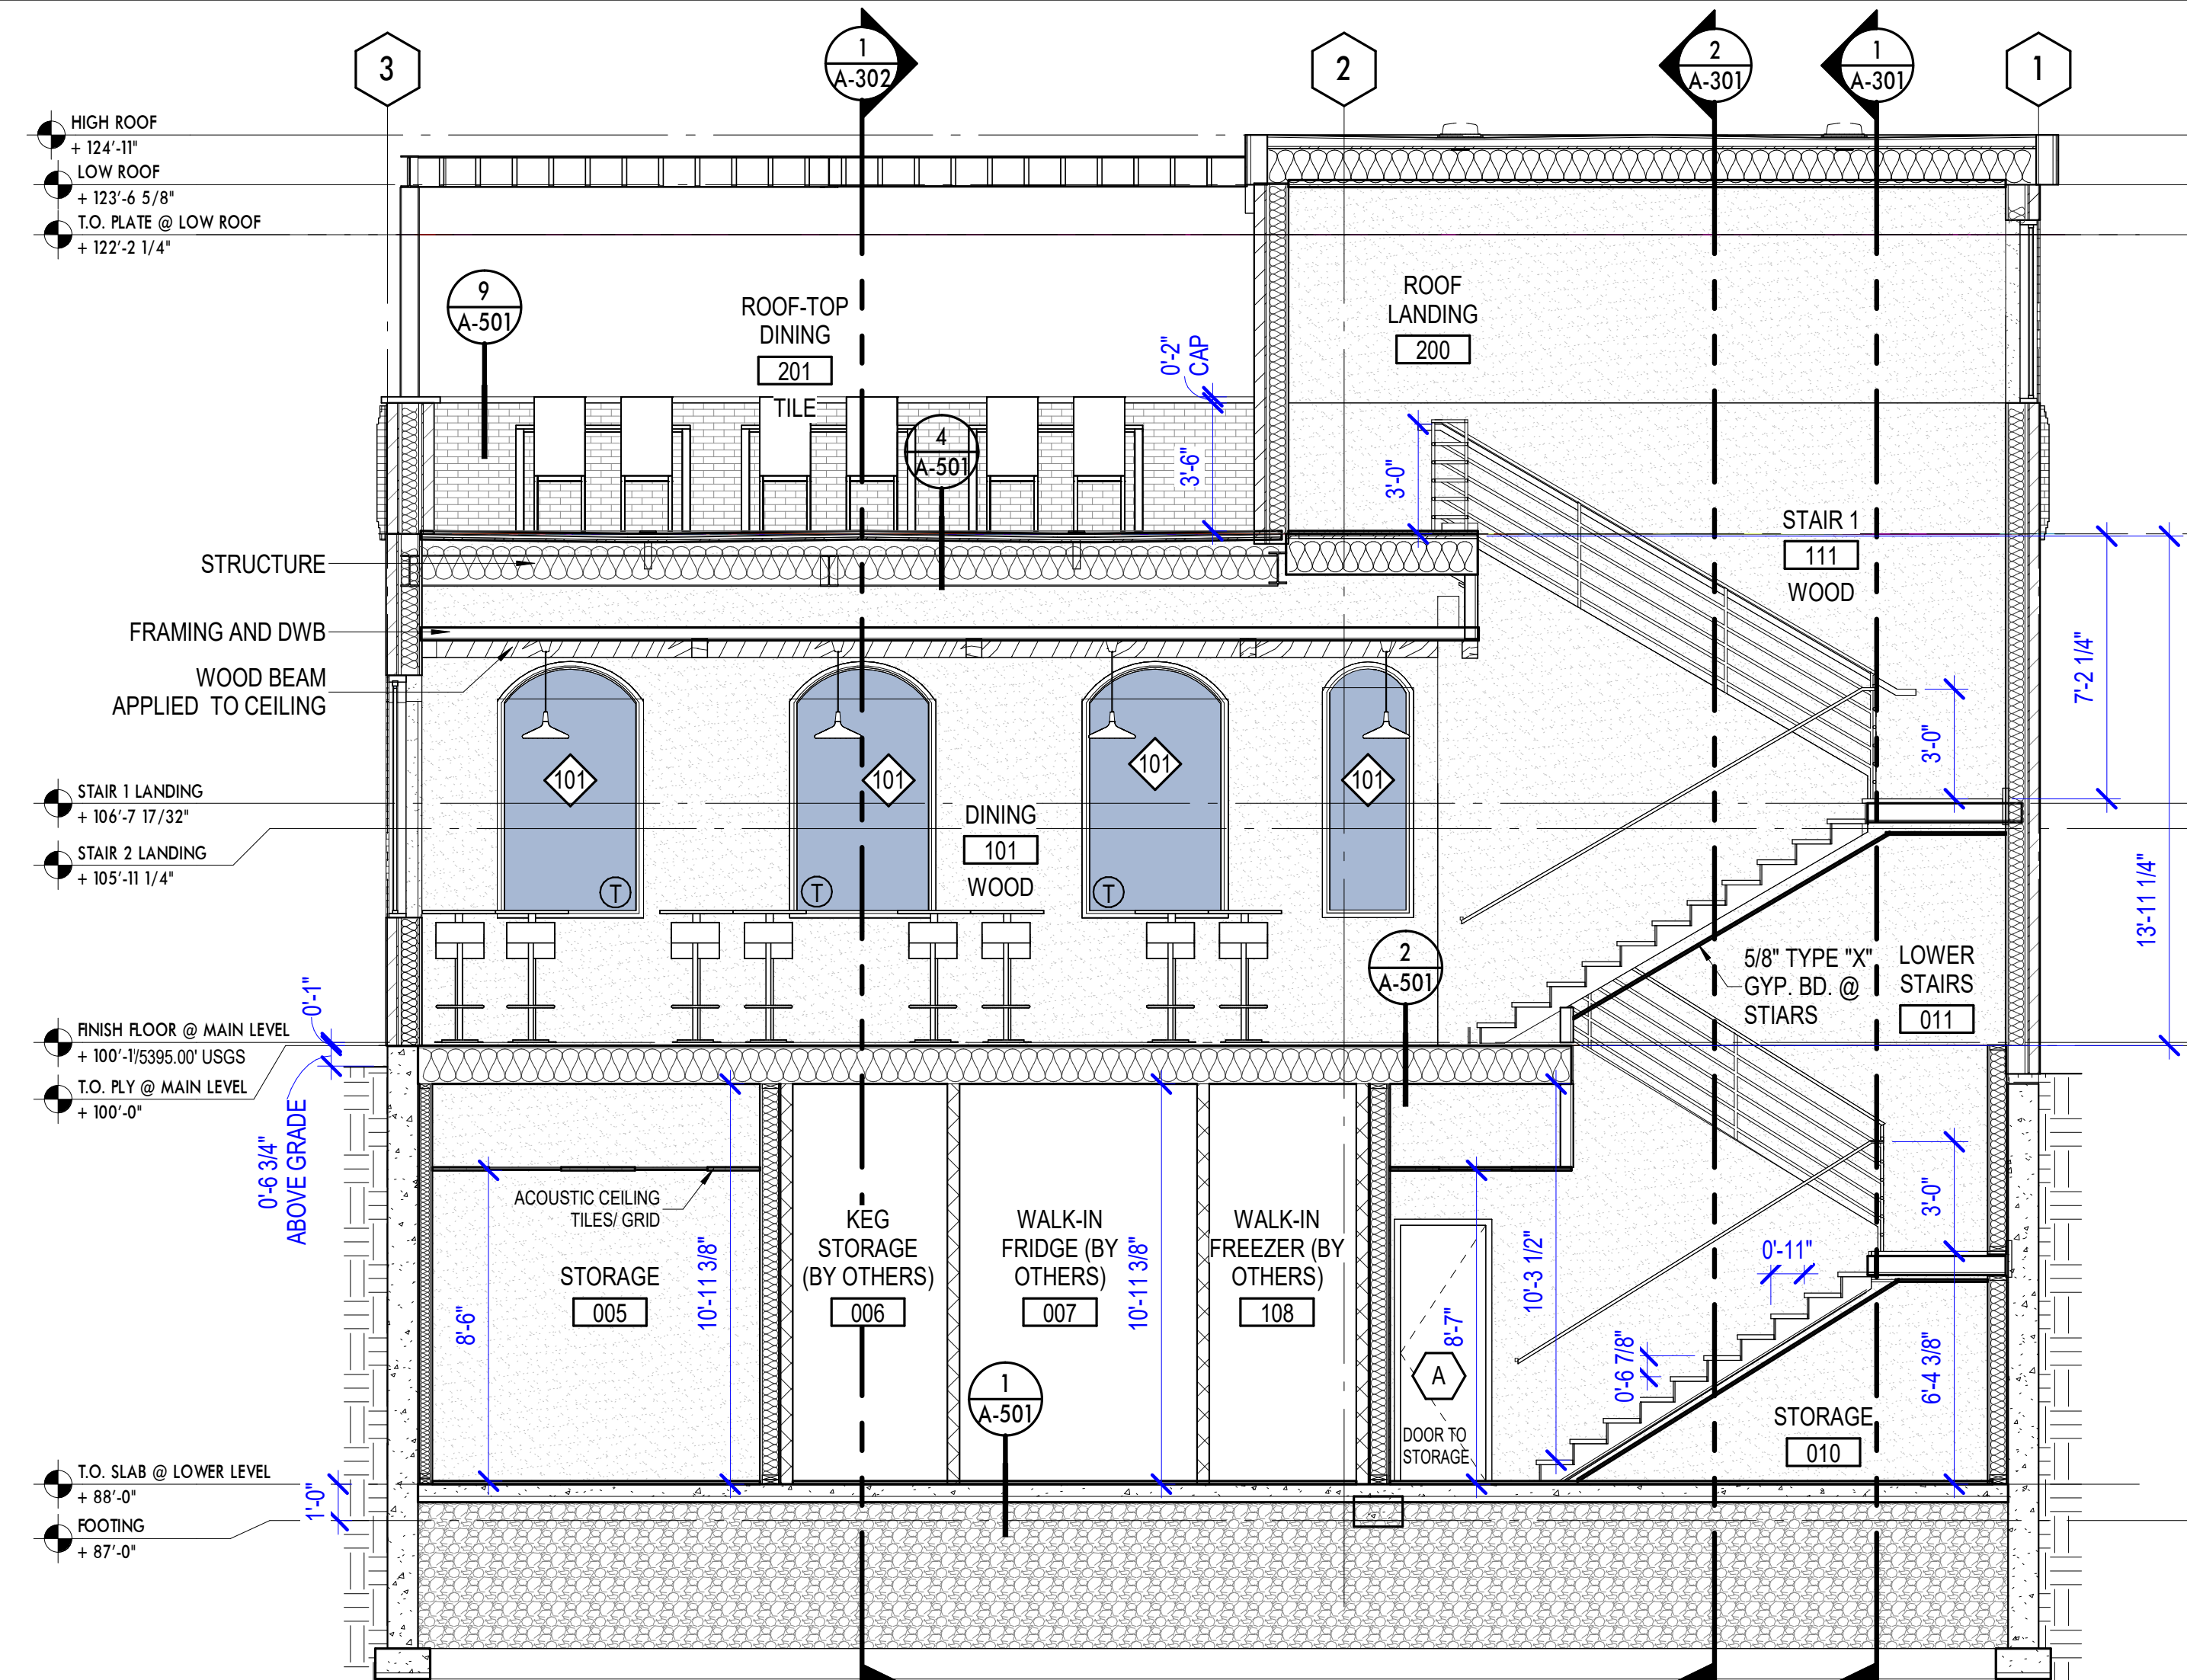 3
1
A-302
2
2
A-301
1
A-301
1
HIGH ROOF
+ 124'-11"
LOW ROOF
+ 123'-6 5/8"
T.O. PLATE @ LOW ROOF
+ 122'-2 1/4"
9
A-501
ROOF-TOP
DINING
201
TILE
0'-2"
CAP
3'-6"
4
A-501
ROOF
LANDING
200
3'-0"
STAIR 1
111
WOOD
STRUCTURE
FRAMING AND DWB
WOOD BEAM
APPLIED TO CEILING
7'-2 1/4"
3'-0"
13'-11 1/4"
101
101
101
101
STAIR 1 LANDING
+ 106'-7 17/32"
STAIR 2 LANDING
+ 105'-11 1/4"
DINING
101
WOOD
T
T
T
2
A-501
5/8" TYPE "X"
GYP. BD. @
STIARS
LOWER
STAIRS
011
0'-1"
FINISH FLOOR @ MAIN LEVEL
+ 100'-1"/5395.00' USGS
T.O. PLY @ MAIN LEVEL
+ 100'-0"
0'-6 3/4"
ABOVE GRADE
ACOUSTIC CEILING
TILES/ GRID
STORAGE
005
8'-6"
10'-11 3/8"
KEG
STORAGE
(BY OTHERS)
006
WALK-IN
FRIDGE (BY
OTHERS)
007
10'-11 3/8"
WALK-IN
FREEZER (BY
OTHERS)
108
8'-7"
10'-3 1/2"
A
DOOR TO
STORAGE
0'-11"
0'-6 7/8"
3'-0"
6'-4 3/8"
STORAGE
010
1
A-501
T.O. SLAB @ LOWER LEVEL
+ 88'-0"
1'-0"
FOOTING
+ 87'-0"